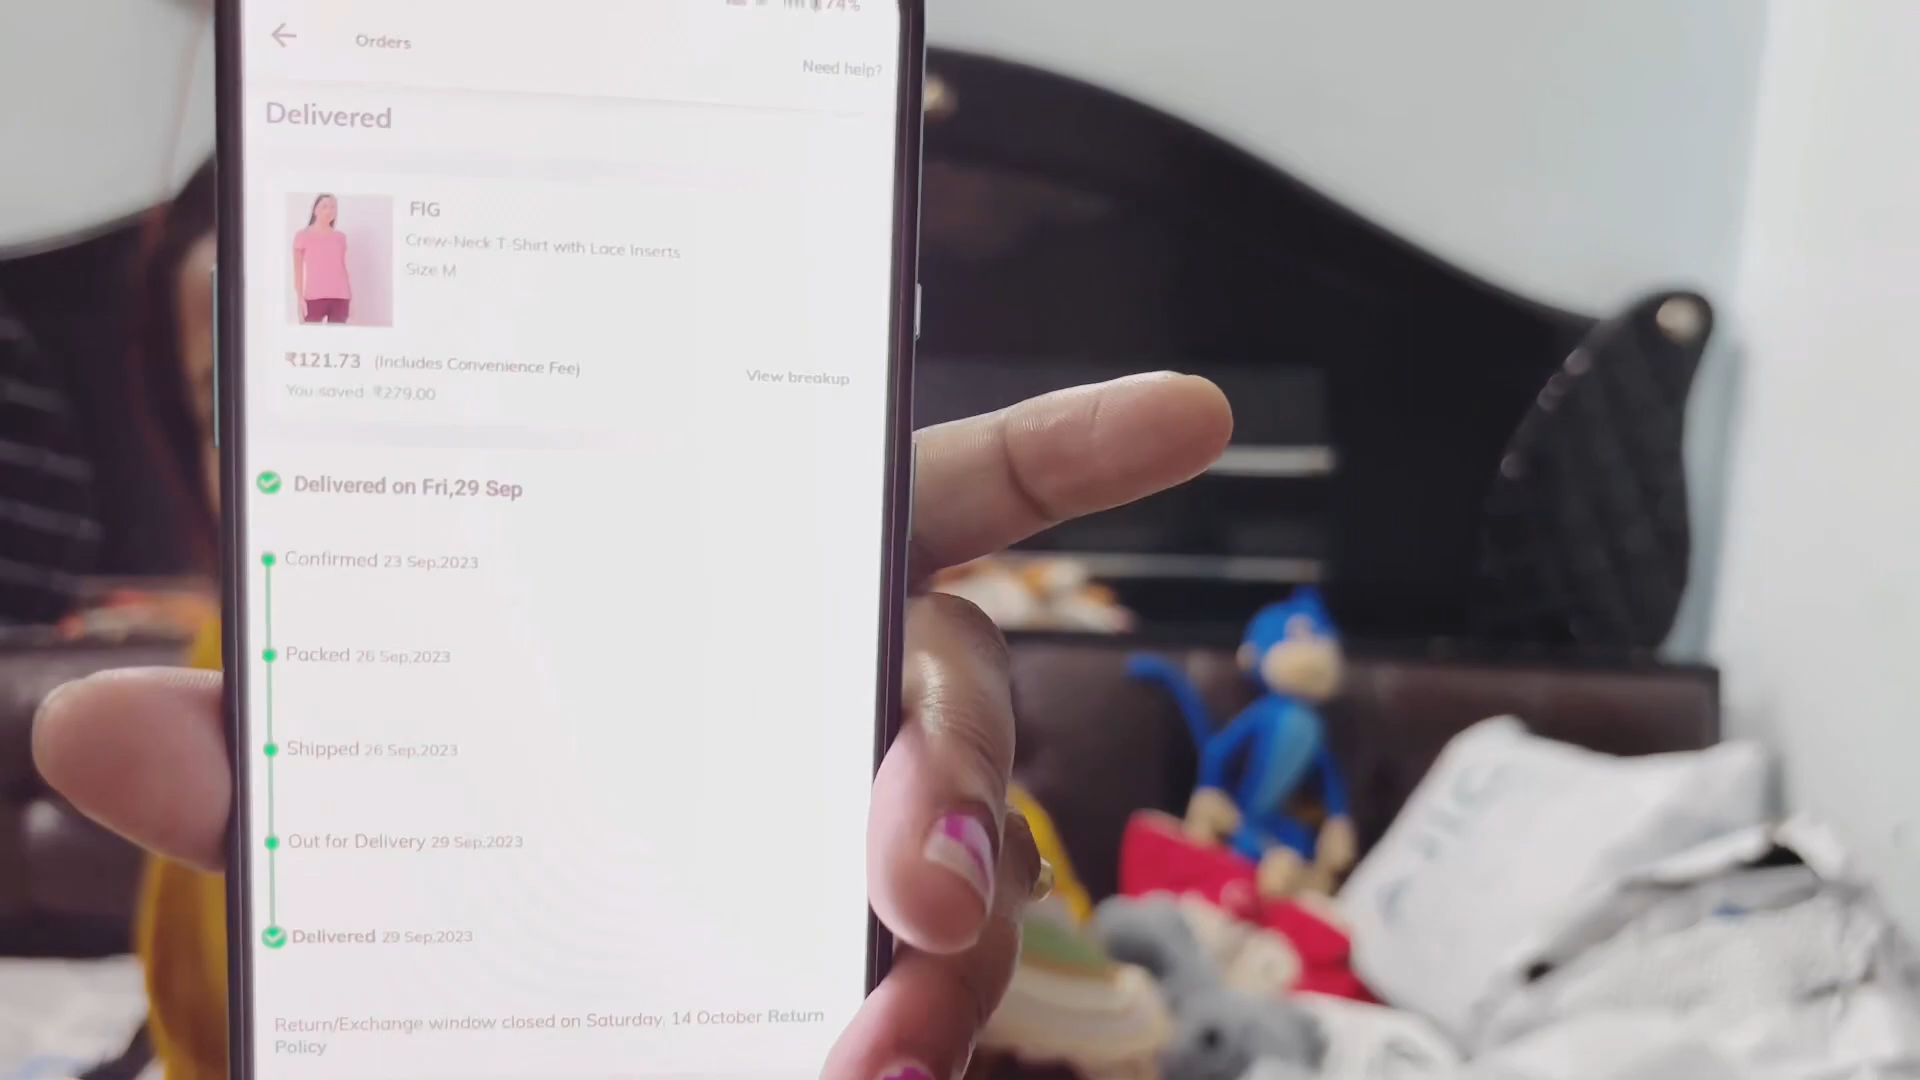 74%
Orders
Need help?
Delivered
FIG
Crew-Neck T-Shirt with Lace Inserts
Size M
₹121.73 (Includes Convenience Fee)
View breakup
You saved ₹279.00
Delivered on Fri,29 Sep
Confirmed 23 Sep,2023
Packed 26 Sep,2023
Shipped 26 Sep,2023
Out for Delivery 29 Sep,2023
Delivered 29 Sep,2023
Return/Exchange window closed on Saturday, 14 October Return
Policy